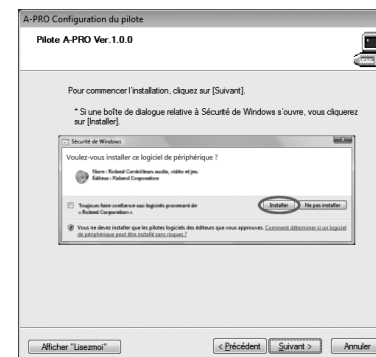 A-PRO Configuration du pilote
Pilote A-PRO Ver.1.0.0
Pour commencer l'installation, cliquez sur [Suivant].
* Si une boîte de dialogue relative à Sécurité de Windows s'ouvre, vous cliquerez
sur [Installer].
Sécurité de Windows
Voulez-vous installer ce logiciel de périphérique ?
Nom : Roland Contrôleurs audio, vidéo et jeu
Éditeur : Roland Corporation
Toujours faire confiance aux logiciels provenant de
« Roland Corporation »
Installer
Ne pas installer
Vous ne devez installer que les pilotes logiciels des éditeurs que vous approuvez. Comment déterminer si un logiciel
de périphérique peut être installé sans risques ?
Afficher "Lisezmoi"
< Précédent
Suivant >
Annuler